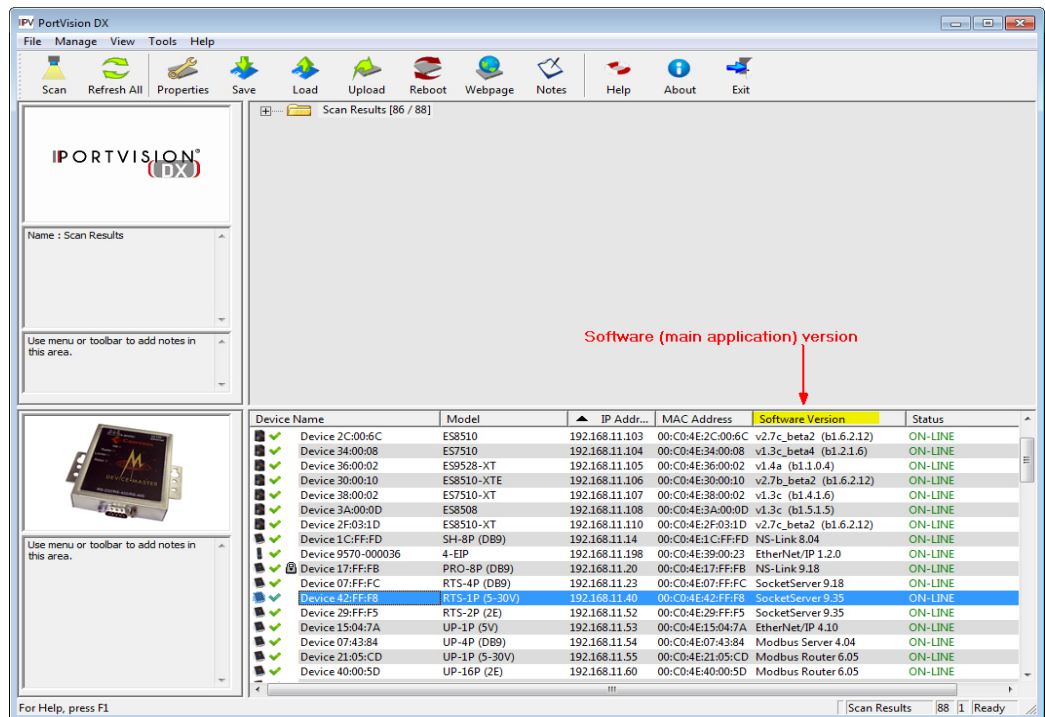 PortVision DX
File Manage View Tools Help
Scan Refresh All Properties Save Load Upload Reboot Webpage Notes Help About Exit
Scan Results [86 / 88]
PORTVISION®
(DX)
Name : Scan Results
Use menu or toolbar to add notes in
this area.
Software (main application) version
Device Name Model IP Addr... MAC Address Software Version Status
Device 2C:00:6C ES8510 192.168.11.103 00:C0:4E:2C:00:6C v2.7c_beta2 (b1.6.2.12) ON-LINE
Device 34:00:08 ES7510 192.168.11.104 00:C0:4E:34:00:08 v1.3c_beta4 (b1.2.1.6) ON-LINE
Device 36:00:02 ES9528-XT 192.168.11.105 00:C0:4E:36:00:02 v1.4a (b1.1.0.4) ON-LINE
Device 30:00:10 ES8510-XTE 192.168.11.106 00:C0:4E:30:00:10 v2.7b_beta2 (b1.6.2.12) ON-LINE
Device 38:00:02 ES7510-XT 192.168.11.107 00:C0:4E:38:00:02 v1.3c (b1.4.1.6) ON-LINE
Device 3A:00:0D ES8508 192.168.11.108 00:C0:4E:3A:00:0D v1.3c (b1.5.1.5) ON-LINE
Device 2F:03:1D ES8510-XT 192.168.11.110 00:C0:4E:2F:03:1D v2.7c_beta2 (b1.6.2.12) ON-LINE
Device 1C:FF:FD SH-8P (DB9) 192.168.11.14 00:C0:4E:1C:FF:FD NS-Link 8.04 ON-LINE
Device 9570-000036 4-EIP 192.168.11.198 00:C0:4E:39:00:23 EtherNet/IP 1.2.0 ON-LINE
Device 17:FF:FB PRO-8P (DB9) 192.168.11.20 00:C0:4E:17:FF:FB NS-Link 9.18 ON-LINE
Device 07:FF:FC RTS-4P (DB9) 192.168.11.23 00:C0:4E:07:FF:FC SocketServer 9.18 ON-LINE
Device 42:FF:F8 RTS-1P (5-30V) 192.168.11.40 00:C0:4E:42:FF:F8 SocketServer 9.35 ON-LINE
Device 29:FF:F5 RTS-2P (2E) 192.168.11.52 00:C0:4E:29:FF:F5 SocketServer 9.35 ON-LINE
Device 15:04:7A UP-1P (5V) 192.168.11.53 00:C0:4E:15:04:7A EtherNet/IP 4.10 ON-LINE
Device 07:43:84 UP-4P (DB9) 192.168.11.54 00:C0:4E:07:43:84 Modbus Server 4.04 ON-LINE
Device 21:05:CD UP-1P (5-30V) 192.168.11.55 00:C0:4E:21:05:CD Modbus Router 6.05 ON-LINE
Device 40:00:5D UP-16P (2E) 192.168.11.60 00:C0:4E:40:00:5D Modbus Router 6.05 ON-LINE
DEVICEMASTER
Use menu or toolbar to add notes in
this area.
For Help, press F1
Scan Results 88 1 Ready